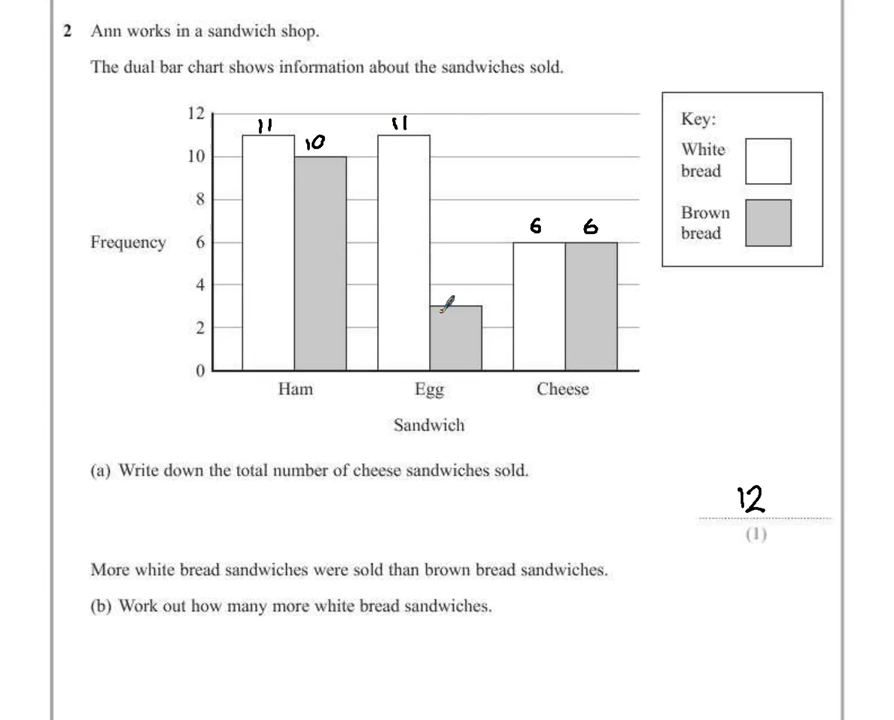 2 Ann works in a sandwich shop.
The dual bar chart shows information about the sandwiches sold.
12
10
8
6
4
2
0
Frequency
11
10
11
6
6
Ham
Egg
Cheese
Sandwich
Key:
White
bread
Brown
bread
(a) Write down the total number of cheese sandwiches sold.
12
(1)
More white bread sandwiches were sold than brown bread sandwiches.
(b) Work out how many more white bread sandwiches.